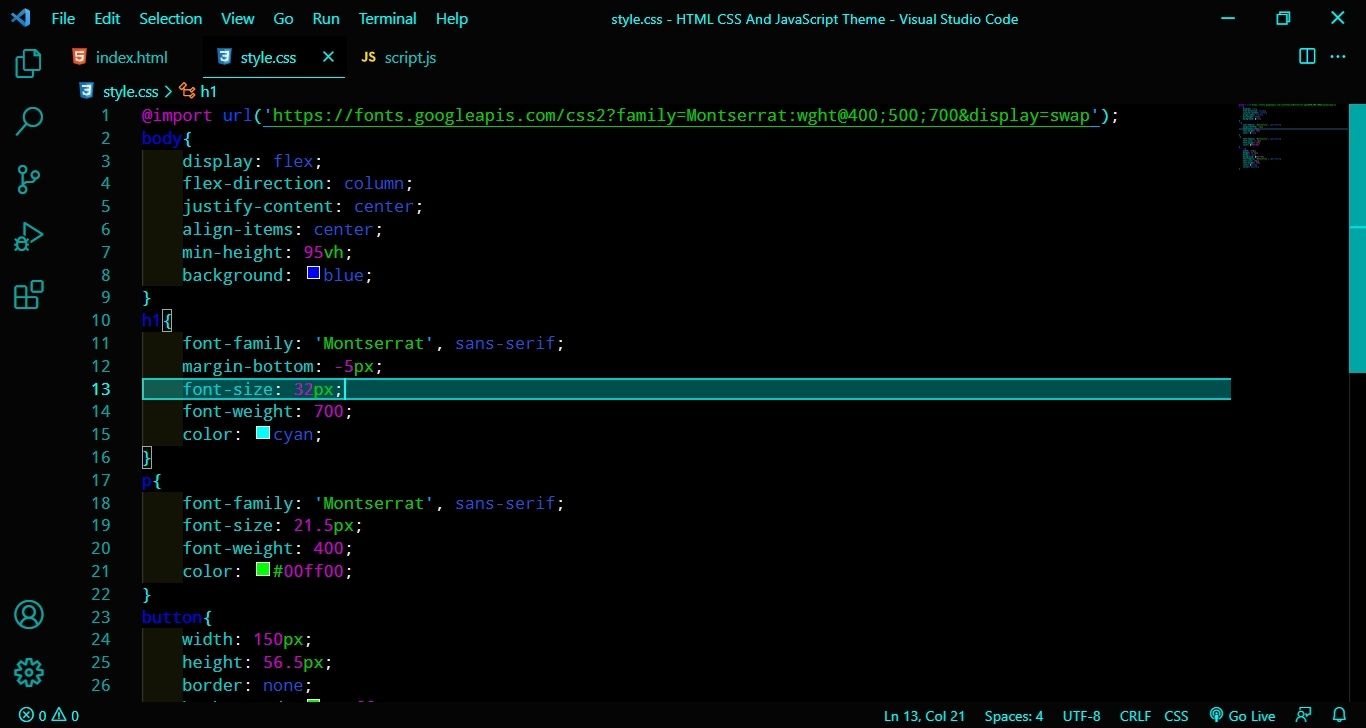 File Edit Selection View Go Run Terminal Help style.css - HTML CSS And JavaScript Theme - Visual Studio Code
index.html style.css JS script.js
style.css > h1
1 @import url('https://fonts.googleapis.com/css2?family=Montserrat:wght@400;500;700&display=swap');
2 body{
3 display: flex;
4 flex-direction: column;
5 justify-content: center;
6 align-items: center;
7 min-height: 95vh;
8 background: blue;
9 }
10 h1{
11 font-family: 'Montserrat', sans-serif;
12 margin-bottom: -5px;
13 font-size: 32px;
14 font-weight: 700;
15 color: cyan;
16 }
17 p{
18 font-family: 'Montserrat', sans-serif;
19 font-size: 21.5px;
20 font-weight: 400;
21 color: #00ff00;
22 }
23 button{
24 width: 150px;
25 height: 56.5px;
26 border: none;
0 0 Ln 13, Col 21 Spaces: 4 UTF-8 CRLF CSS Go Live